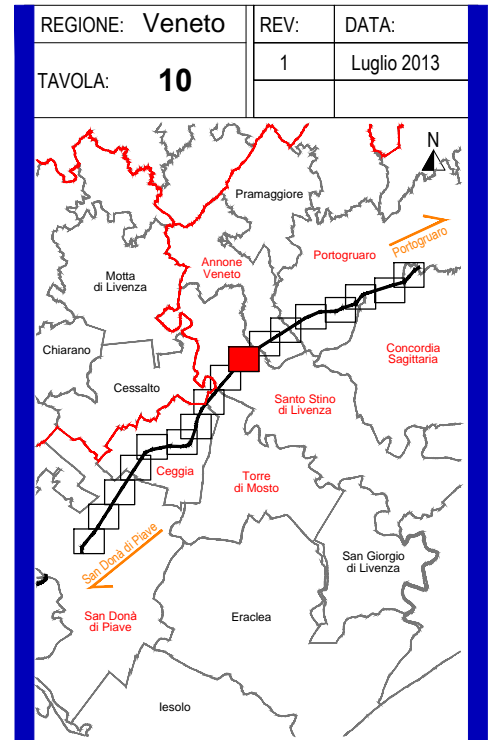 REGIONE: Veneto
REV:
DATA:
TAVOLA: 10
1
Luglio 2013
N
Pramaggiore
Portogruaro
Portogruaro
Annone
Veneto
Motta
di Livenza
Chiarano
Concordia
Sagittaria
Cessalto
Santo Stino
di Livenza
Ceggia
Torre
di Mosto
San Donà di Piave
San Giorgio
di Livenza
San Donà
di Piave
Eraclea
Iesolo